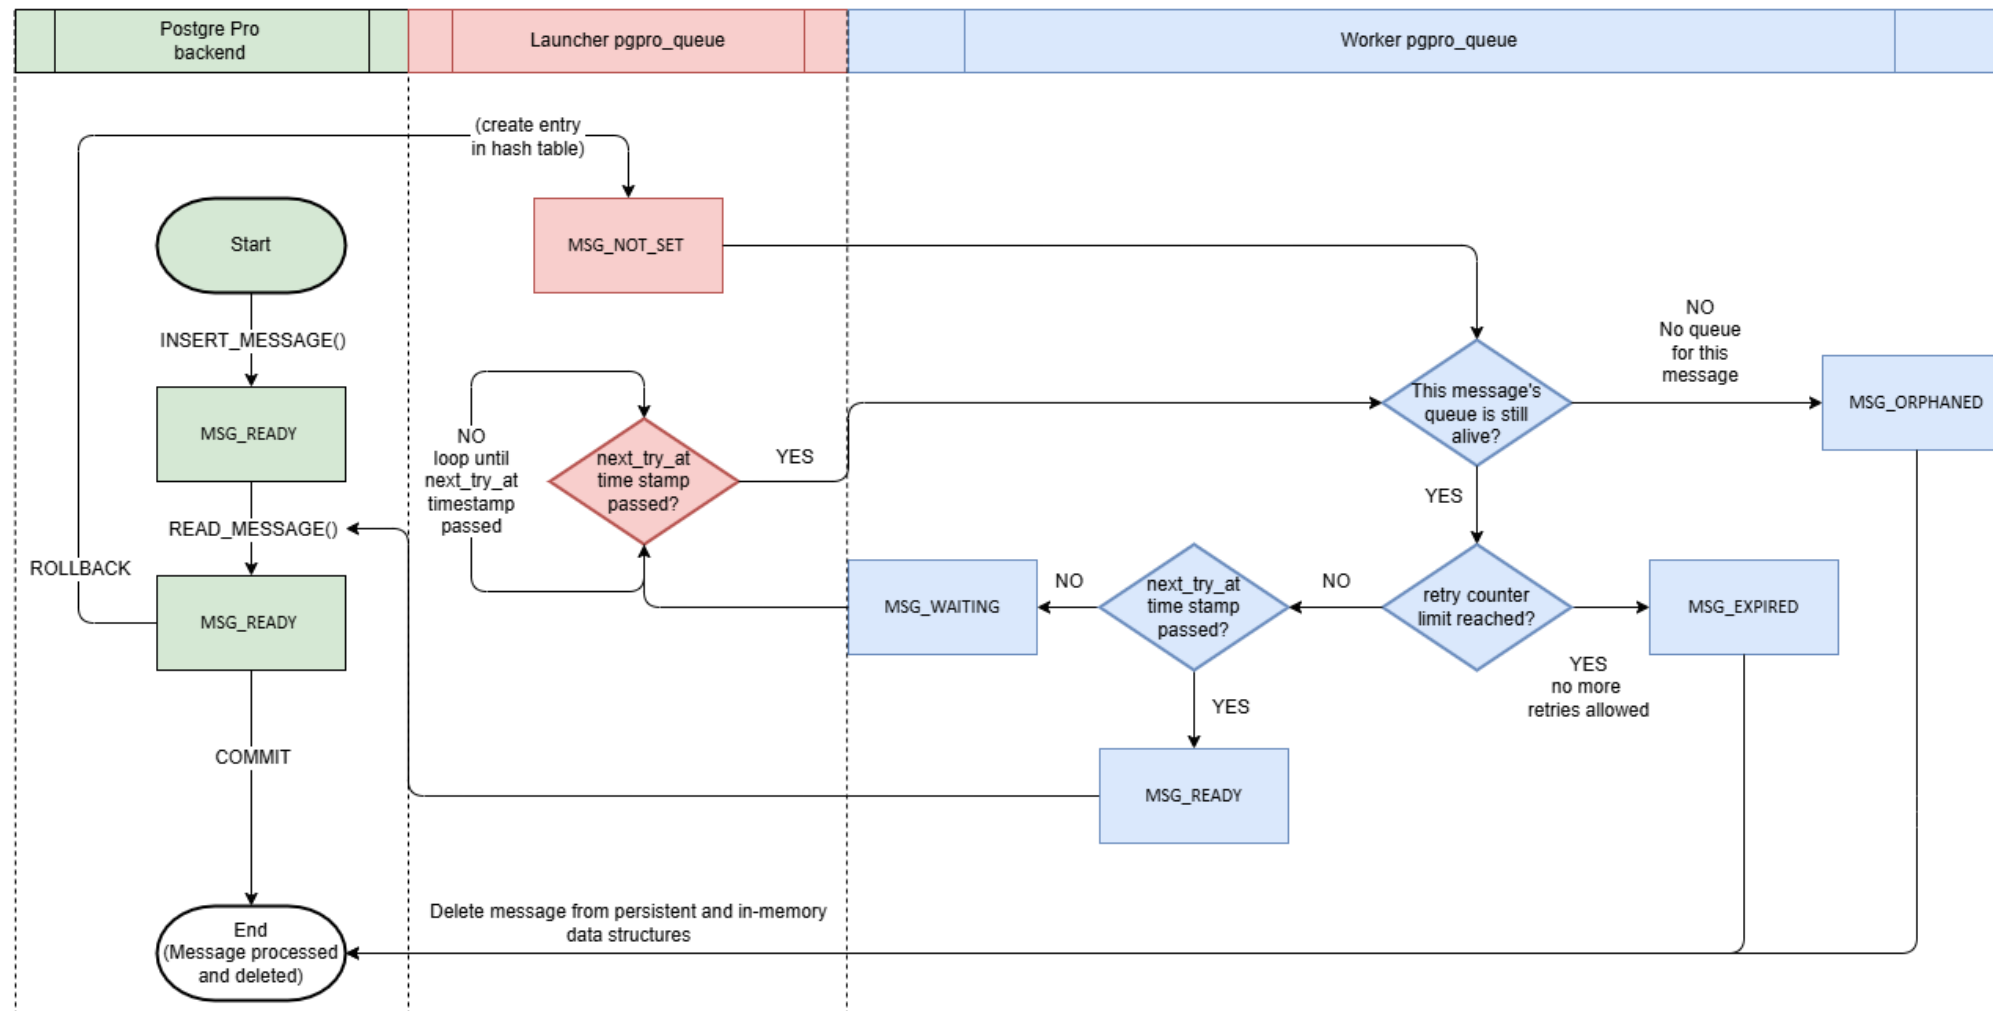 Postgre Pro
backend
Launcher pgpro_queue
Worker pgpro_queue
(create entry
in hash table)
Start
MSG_NOT_SET
INSERT_MESSAGE()
NO
No queue
for this
message
This message's
queue is still
alive?
MSG_ORPHANED
MSG_READY
NO
loop until
next_try_at
timestamp
passed
next_try_at
time stamp
passed?
YES
YES
READ_MESSAGE()
ROLLBACK
MSG_READY
MSG_WAITING
NO
next_try_at
time stamp
passed?
NO
retry counter
limit reached?
MSG_EXPIRED
YES
no more
retries allowed
YES
COMMIT
MSG_READY
Delete message from persistent and in-memory
data structures
End
(Message processed
and deleted)